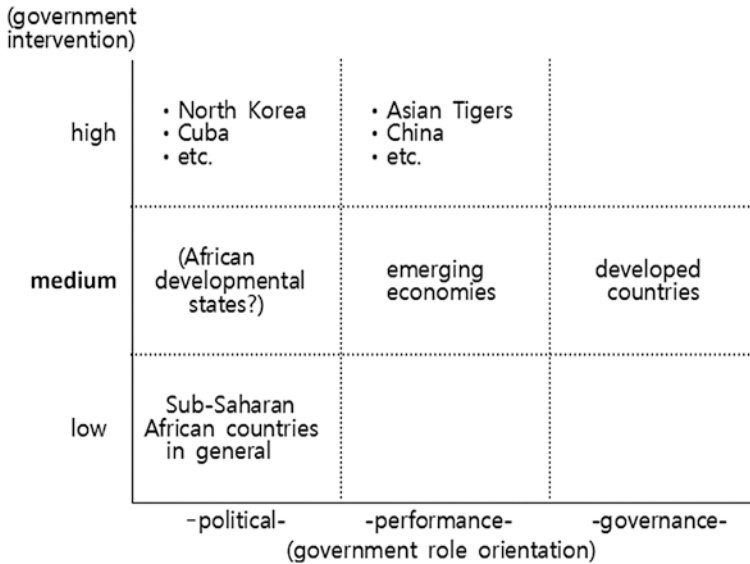 (government
intervention)
high
• North Korea
• Cuba
• etc.
• Asian Tigers
• China
• etc.
medium
(African
developmental
states?)
emerging
economies
developed
countries
low
Sub-Saharan
African countries
in general
-political-
-performance-
-governance-
(government role orientation)